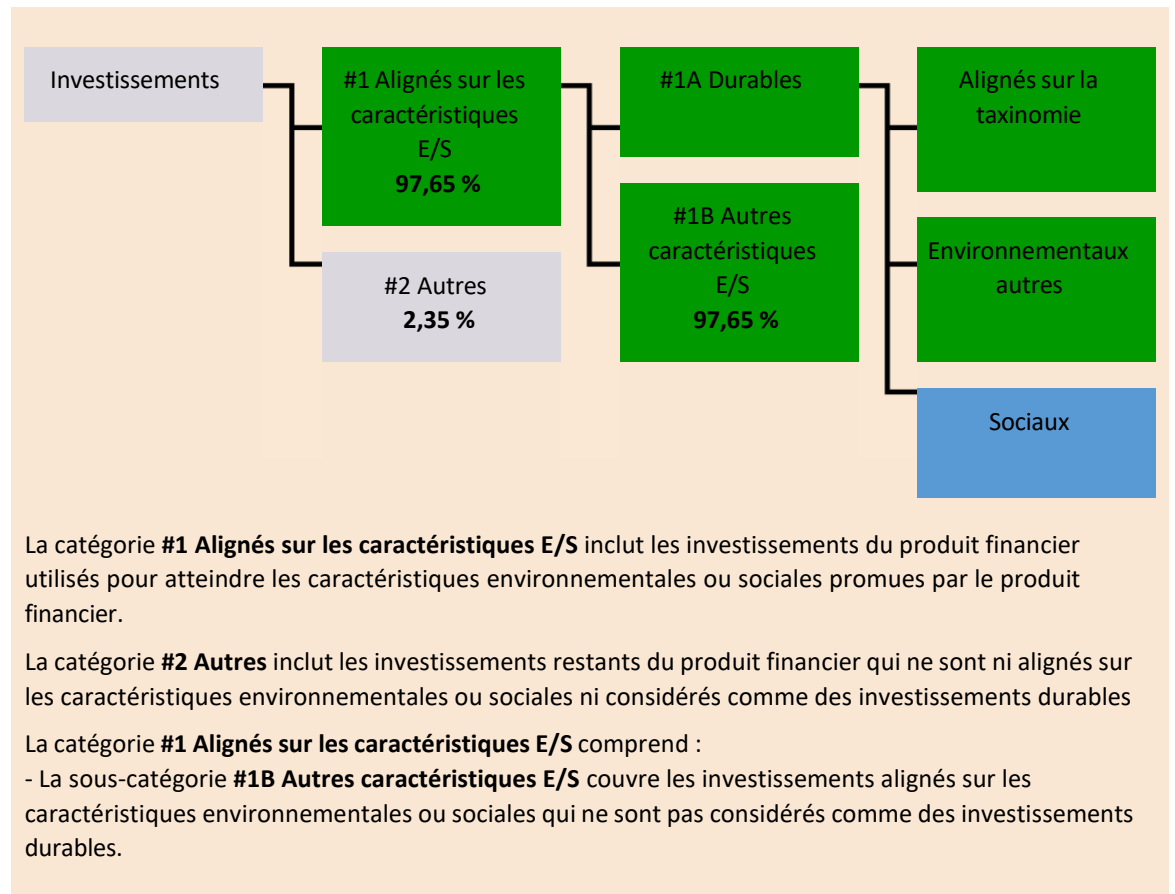 Investissements
#1 Alignés sur les
caractéristiques
E/S
97,65 %
#2 Autres
2,35 %
#1A Durables
#1B Autres
caractéristiques
E/S
97,65 %
Alignés sur la
taxinomie
Environnementaux
autres
Sociaux
La catégorie #1 Alignés sur les caractéristiques E/S inclut les investissements du produit financier
utilisés pour atteindre les caractéristiques environnementales ou sociales promues par le produit
financier.
La catégorie #2 Autres inclut les investissements restants du produit financier qui ne sont ni alignés sur
les caractéristiques environnementales ou sociales ni considérés comme des investissements durables
La catégorie #1 Alignés sur les caractéristiques E/S comprend :
- La sous-catégorie #1B Autres caractéristiques E/S couvre les investissements alignés sur les
caractéristiques environnementales ou sociales qui ne sont pas considérés comme des investissements
durables.